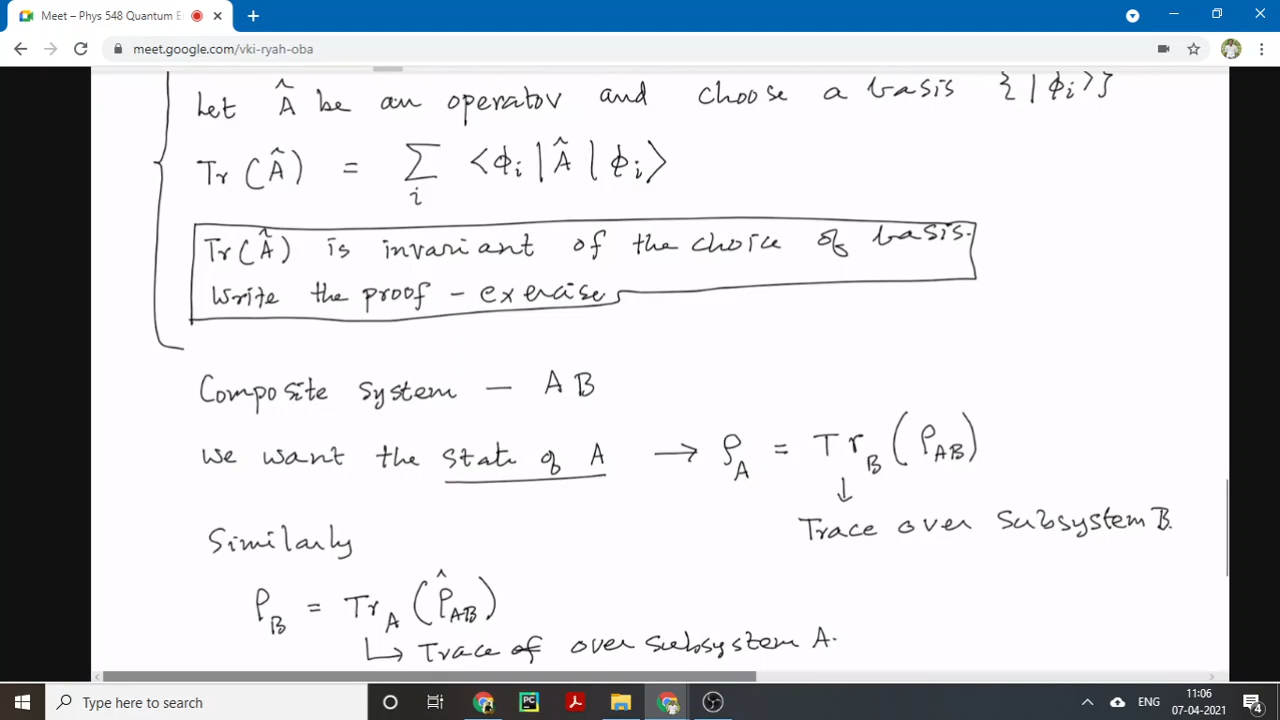 Meet – Phys 548 Quantum E
meet.google.com/vki-ryah-oba
Let Â be an operator and choose a basis {|ϕᵢ⟩}
Tr(Â) = ∑ᵢ ⟨ϕᵢ|Â|ϕᵢ⟩
Tr(Â) is invariant of the choice of basis.
Write the proof - exercise
Composite system — AB
We want the state of A → ρ_A = Tr_B (ρ_AB)
↓
Trace over subsystem B.
Similarly
ρ_B = Tr_A (ρ̂_AB)
↳ Trace of over subsystem A.
Type here to search
ENG
11:06
07-04-2021
4